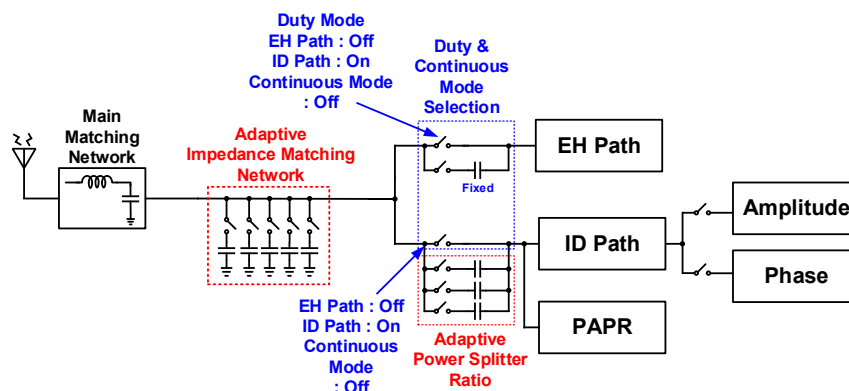 Duty Mode
EH Path : Off
ID Path : On
Continuous Mode
: Off
Duty &
Continuous
Mode
Selection
Main
Matching
Network
Adaptive
Impedance Matching
Network
EH Path
Fixed
Amplitude
ID Path
Phase
EH Path : Off
ID Path : On
Continuous
Mode
: Off
PAPR
Adaptive
Power Splitter
Ratio